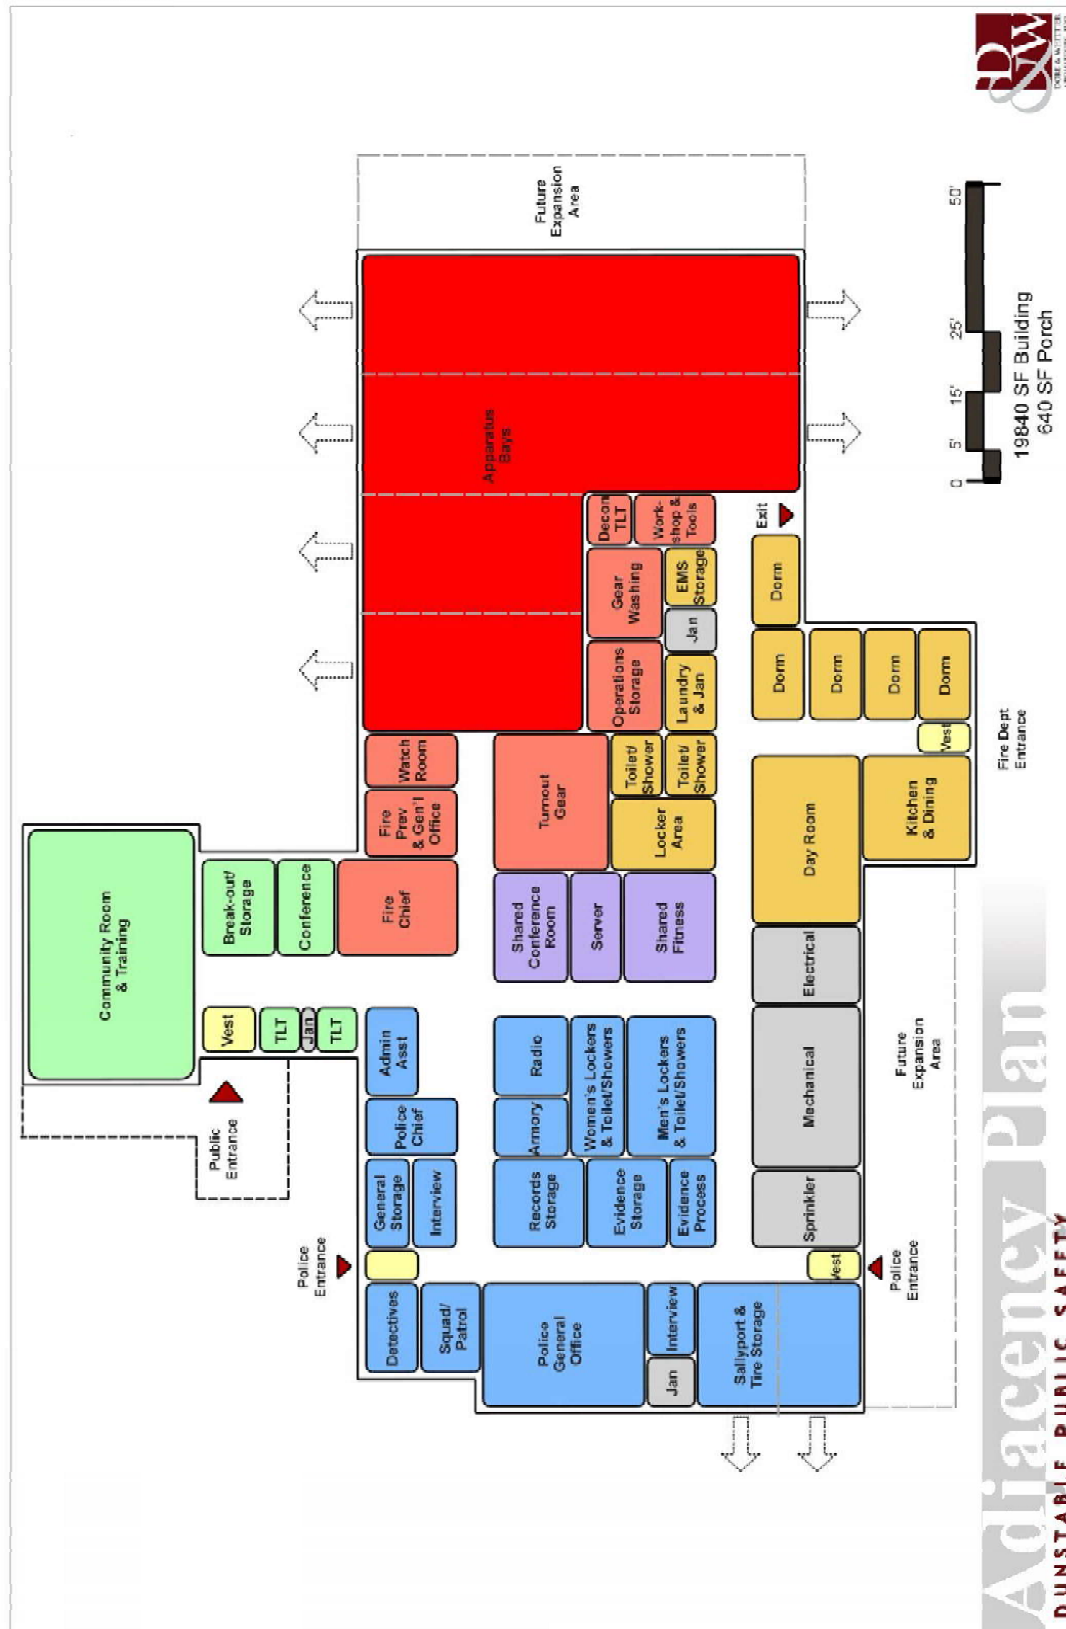 Community Room
& Training
Break-out/
Storage
Conference
Fire
Chief
Fire
Prev
& Gen'l
Office
Watch
Room
Apparatus
Bays
Future
Expansion
Area
Public
Entrance
Vest
TLT
Jan
TLT
Admin
Asst
Police
Chief
General
Storage
Interview
Police
Entrance
Detectives
Squad/
Patrol
Police
General
Office
Interview
Jan
Sallyport &
Tire Storage
Records
Storage
Evidence
Storage
Evidence
Process
Armory
Radio
Women's Lockers
& Toilet/Showers
Men's Lockers
& Toilet/Showers
Shared
Conference
Room
Server
Shared
Fitness
Turnout
Gear
Locker
Area
Toilet/
Shower
Toilet/
Shower
Operations
Storage
Laundry
& Jan
Gear
Washing
Jan
EMS
Storage
Decon
TLT
Work-
shop &
Tools
Exit
Dorm
Dorm
Dorm
Dorm
Dorm
Vest
Fire Dept
Entrance
Day Room
Kitchen
& Dining
Electrical
Mechanical
Sprinkler
Vest
Police
Entrance
Future
Expansion
Area
0 5' 15' 25' 50'
19840 SF Building
640 SF Porch
D&W
Adjacency Plan
DUNSTABLE PUBLIC SAFETY